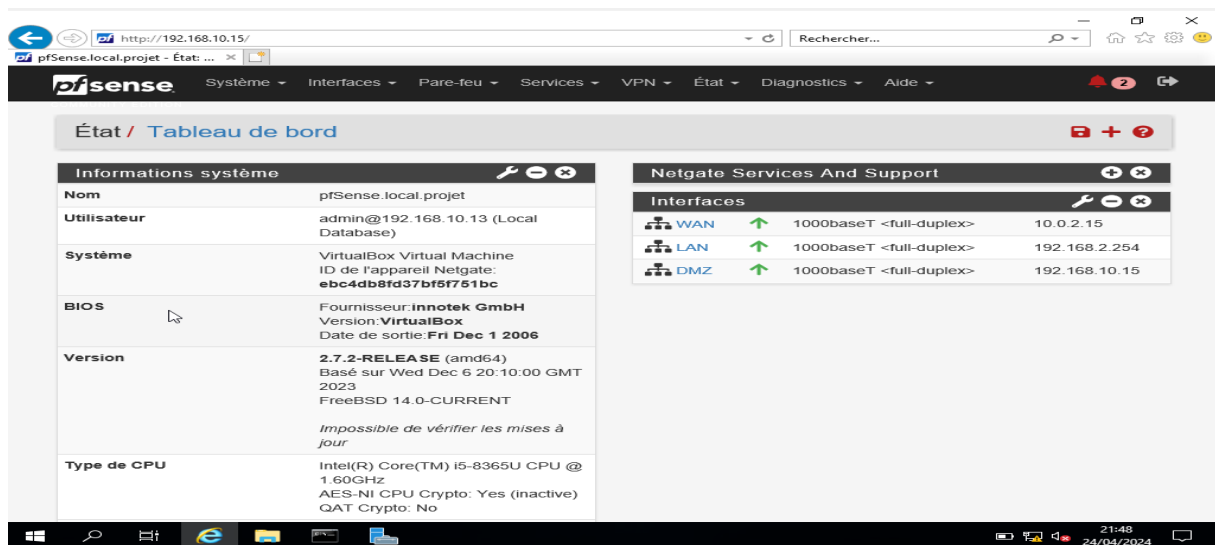 http://192.168.10.15/
Rechercher...
pfSense.local.projet - État: ...
pfsense
Système
Interfaces
Pare-feu
Services
VPN
État
Diagnostics
Aide
2
État / Tableau de bord
Informations système
Nom
pfSense.local.projet
Utilisateur
admin@192.168.10.13 (Local
Database)
Système
VirtualBox Virtual Machine
ID de l'appareil Netgate:
ebc4db8fd37bf5f751bc
BIOS
Fournisseur:innotek GmbH
Version:VirtualBox
Date de sortie:Fri Dec 1 2006
Version
2.7.2-RELEASE (amd64)
Basé sur Wed Dec 6 20:10:00 GMT
2023
FreeBSD 14.0-CURRENT
Impossible de vérifier les mises à
jour
Type de CPU
Intel(R) Core(TM) i5-8365U CPU @
1.60GHz
AES-NI CPU Crypto: Yes (inactive)
QAT Crypto: No
Netgate Services And Support
Interfaces
WAN 1000baseT <full-duplex> 10.0.2.15
LAN 1000baseT <full-duplex> 192.168.2.254
DMZ 1000baseT <full-duplex> 192.168.10.15
21:48
24/04/2024